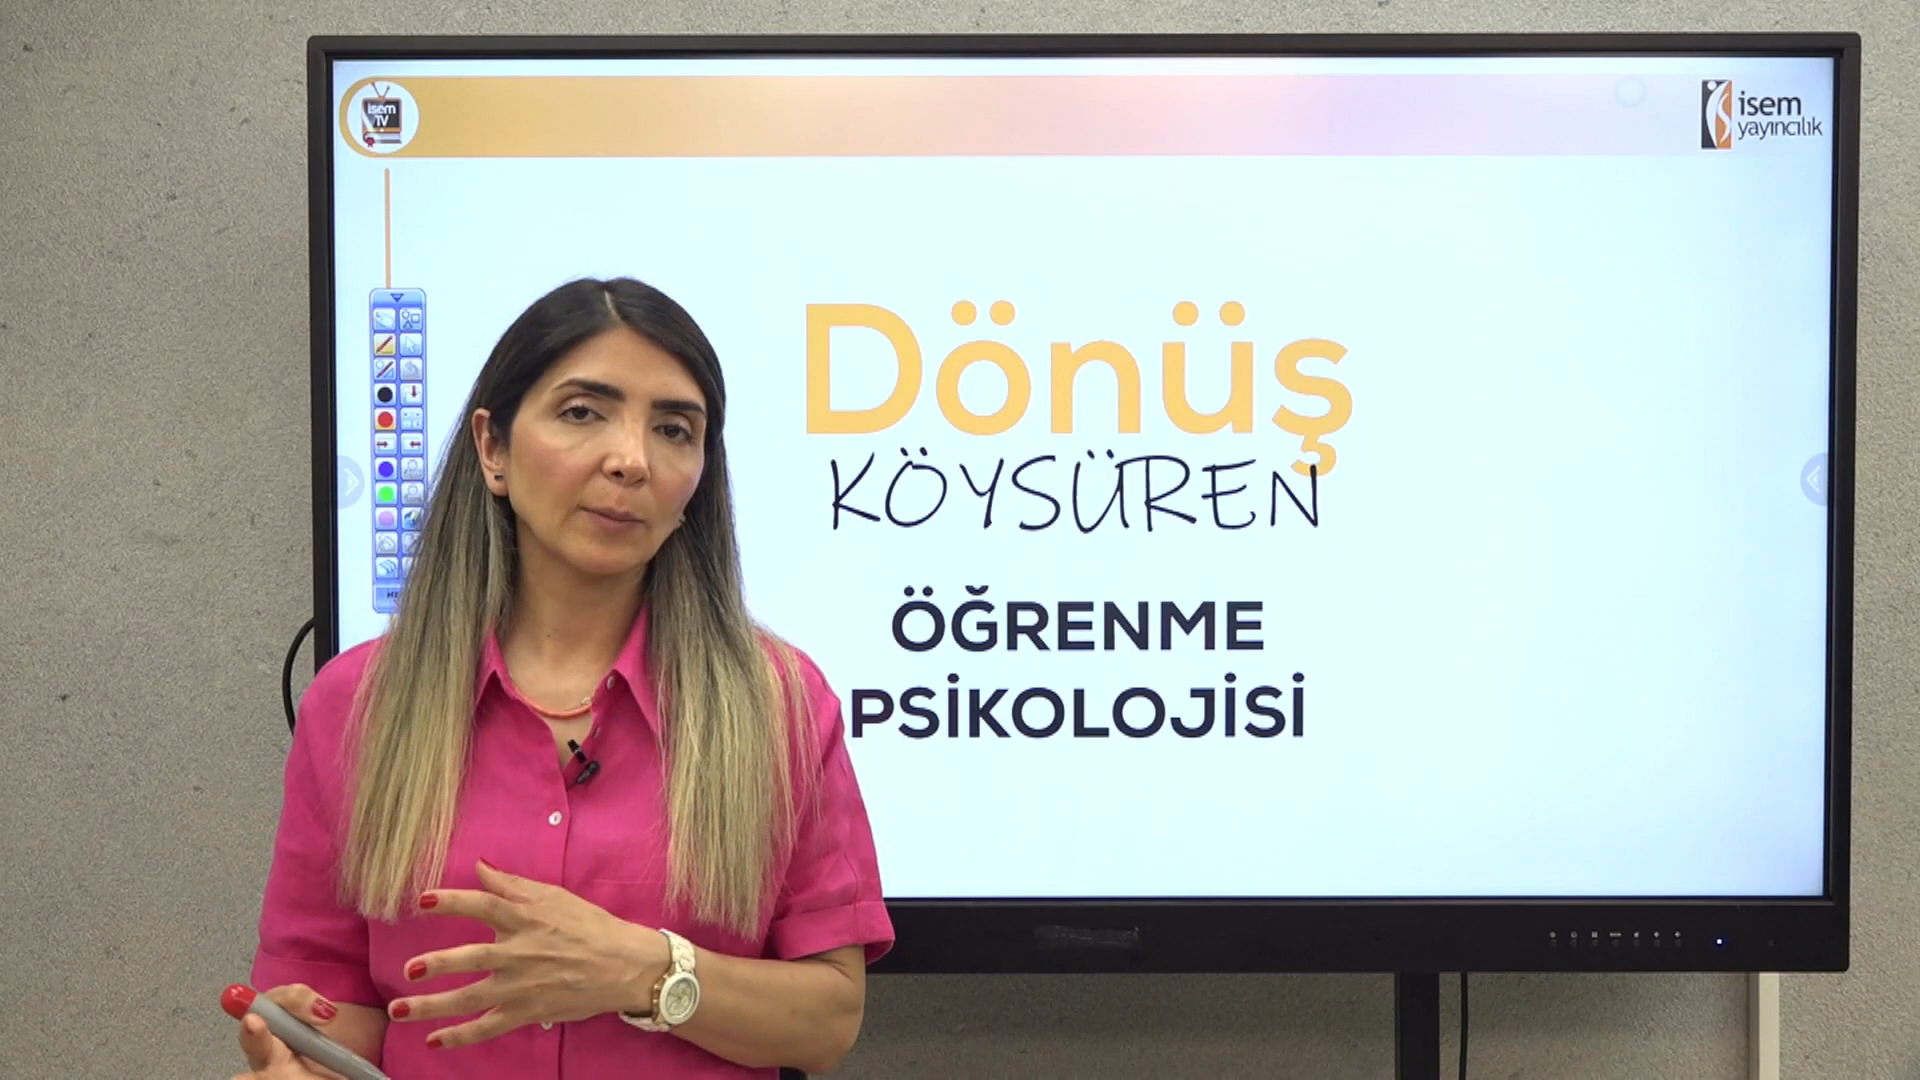 isem
TV
isem
yayıncılık
Dönüş
KÖYSÜREN
ÖĞRENME
PSİKOLOJİSİ